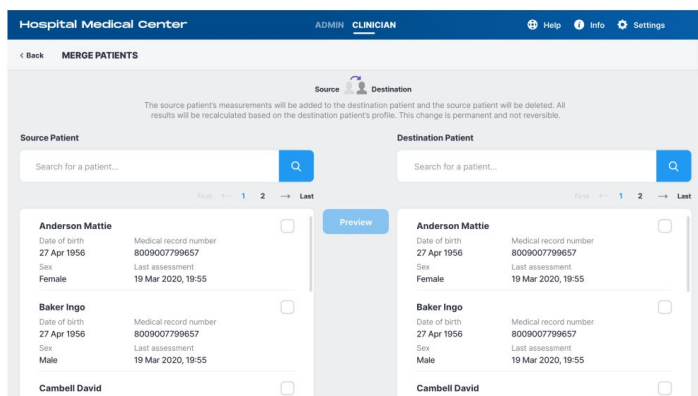 Hospital Medical Center
ADMIN CLINICIAN
Help Info Settings
< Back MERGE PATIENTS
Source Destination
The source patient's measurements will be added to the destination patient and the source patient will be deleted. All
results will be recalculated based on the destination patient's profile. This change is permanent and not reversible.
Source Patient
Search for a patient...
First ← 1 2 → Last
Anderson Mattie
Date of birth Medical record number
27 Apr 1956 8009007799657
Sex Last assessment
Female 19 Mar 2020, 19:55
Baker Ingo
Date of birth Medical record number
27 Apr 1956 8009007799657
Sex Last assessment
Male 19 Mar 2020, 19:55
Cambell David
Preview
Destination Patient
Search for a patient...
First ← 1 2 → Last
Anderson Mattie
Date of birth Medical record number
27 Apr 1956 8009007799657
Sex Last assessment
Female 19 Mar 2020, 19:55
Baker Ingo
Date of birth Medical record number
27 Apr 1956 8009007799657
Sex Last assessment
Male 19 Mar 2020, 19:55
Cambell David